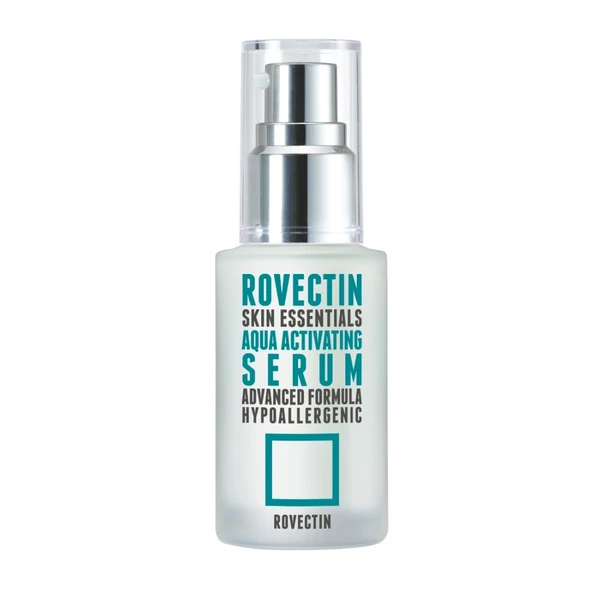 ROVECTIN
SKIN ESSENTIALS
AQUA ACTIVATING
SERUM
ADVANCED FORMULA
HYPOALLERGENIC
ROVECTIN